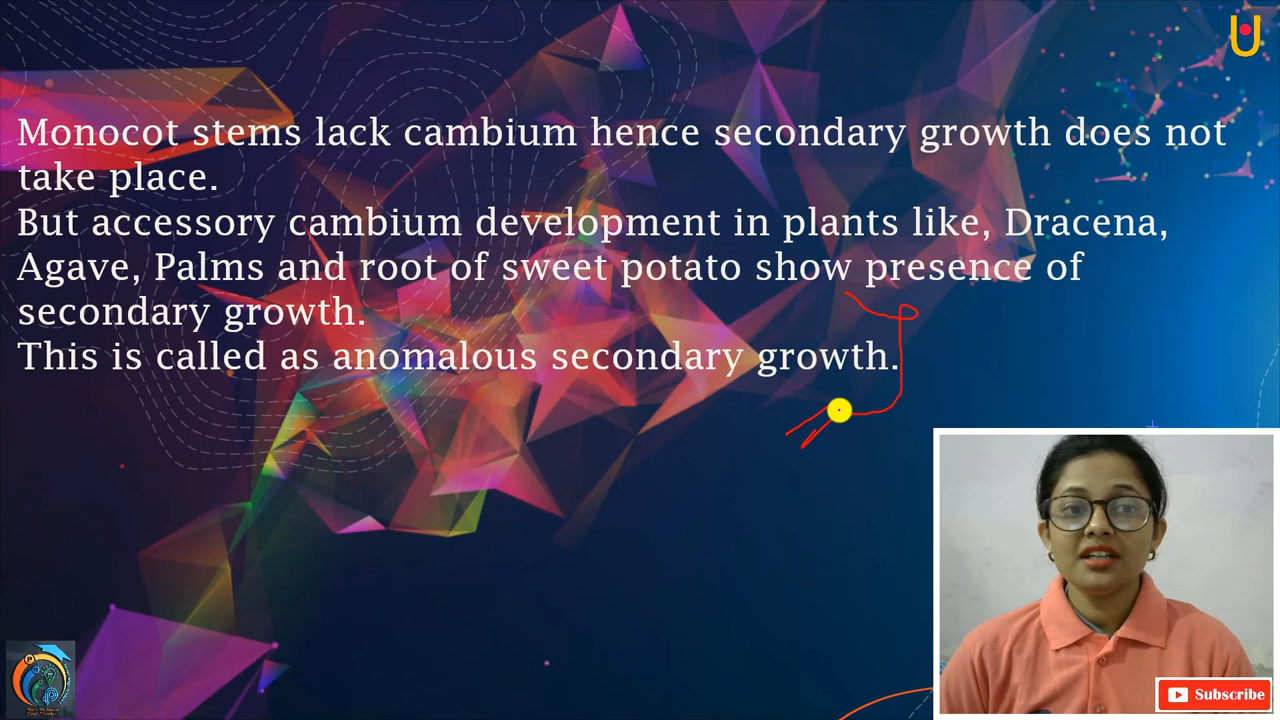 Monocot stems lack cambium hence secondary growth does not
take place.
But accessory cambium development in plants like, Dracena,
Agave, Palms and root of sweet potato show presence of
secondary growth.
This is called as anomalous secondary growth.
Subscribe